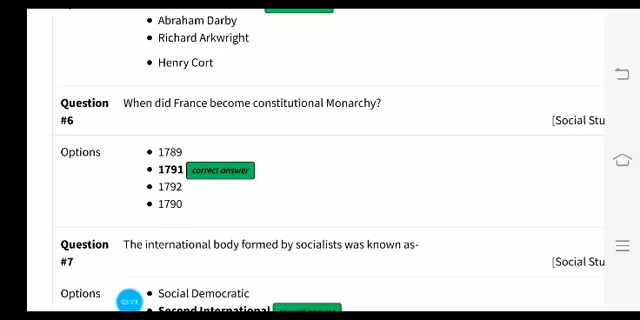 Abraham Darby
Richard Arkwright
Henry Cort
Question When did France become constitutional Monarchy?
#6 [Social Stu
Options 1789
1791 correct answer
1792
1790
Question The international body formed by socialists was known as-
#7 [Social Stu
Options Social Democratic
Second International